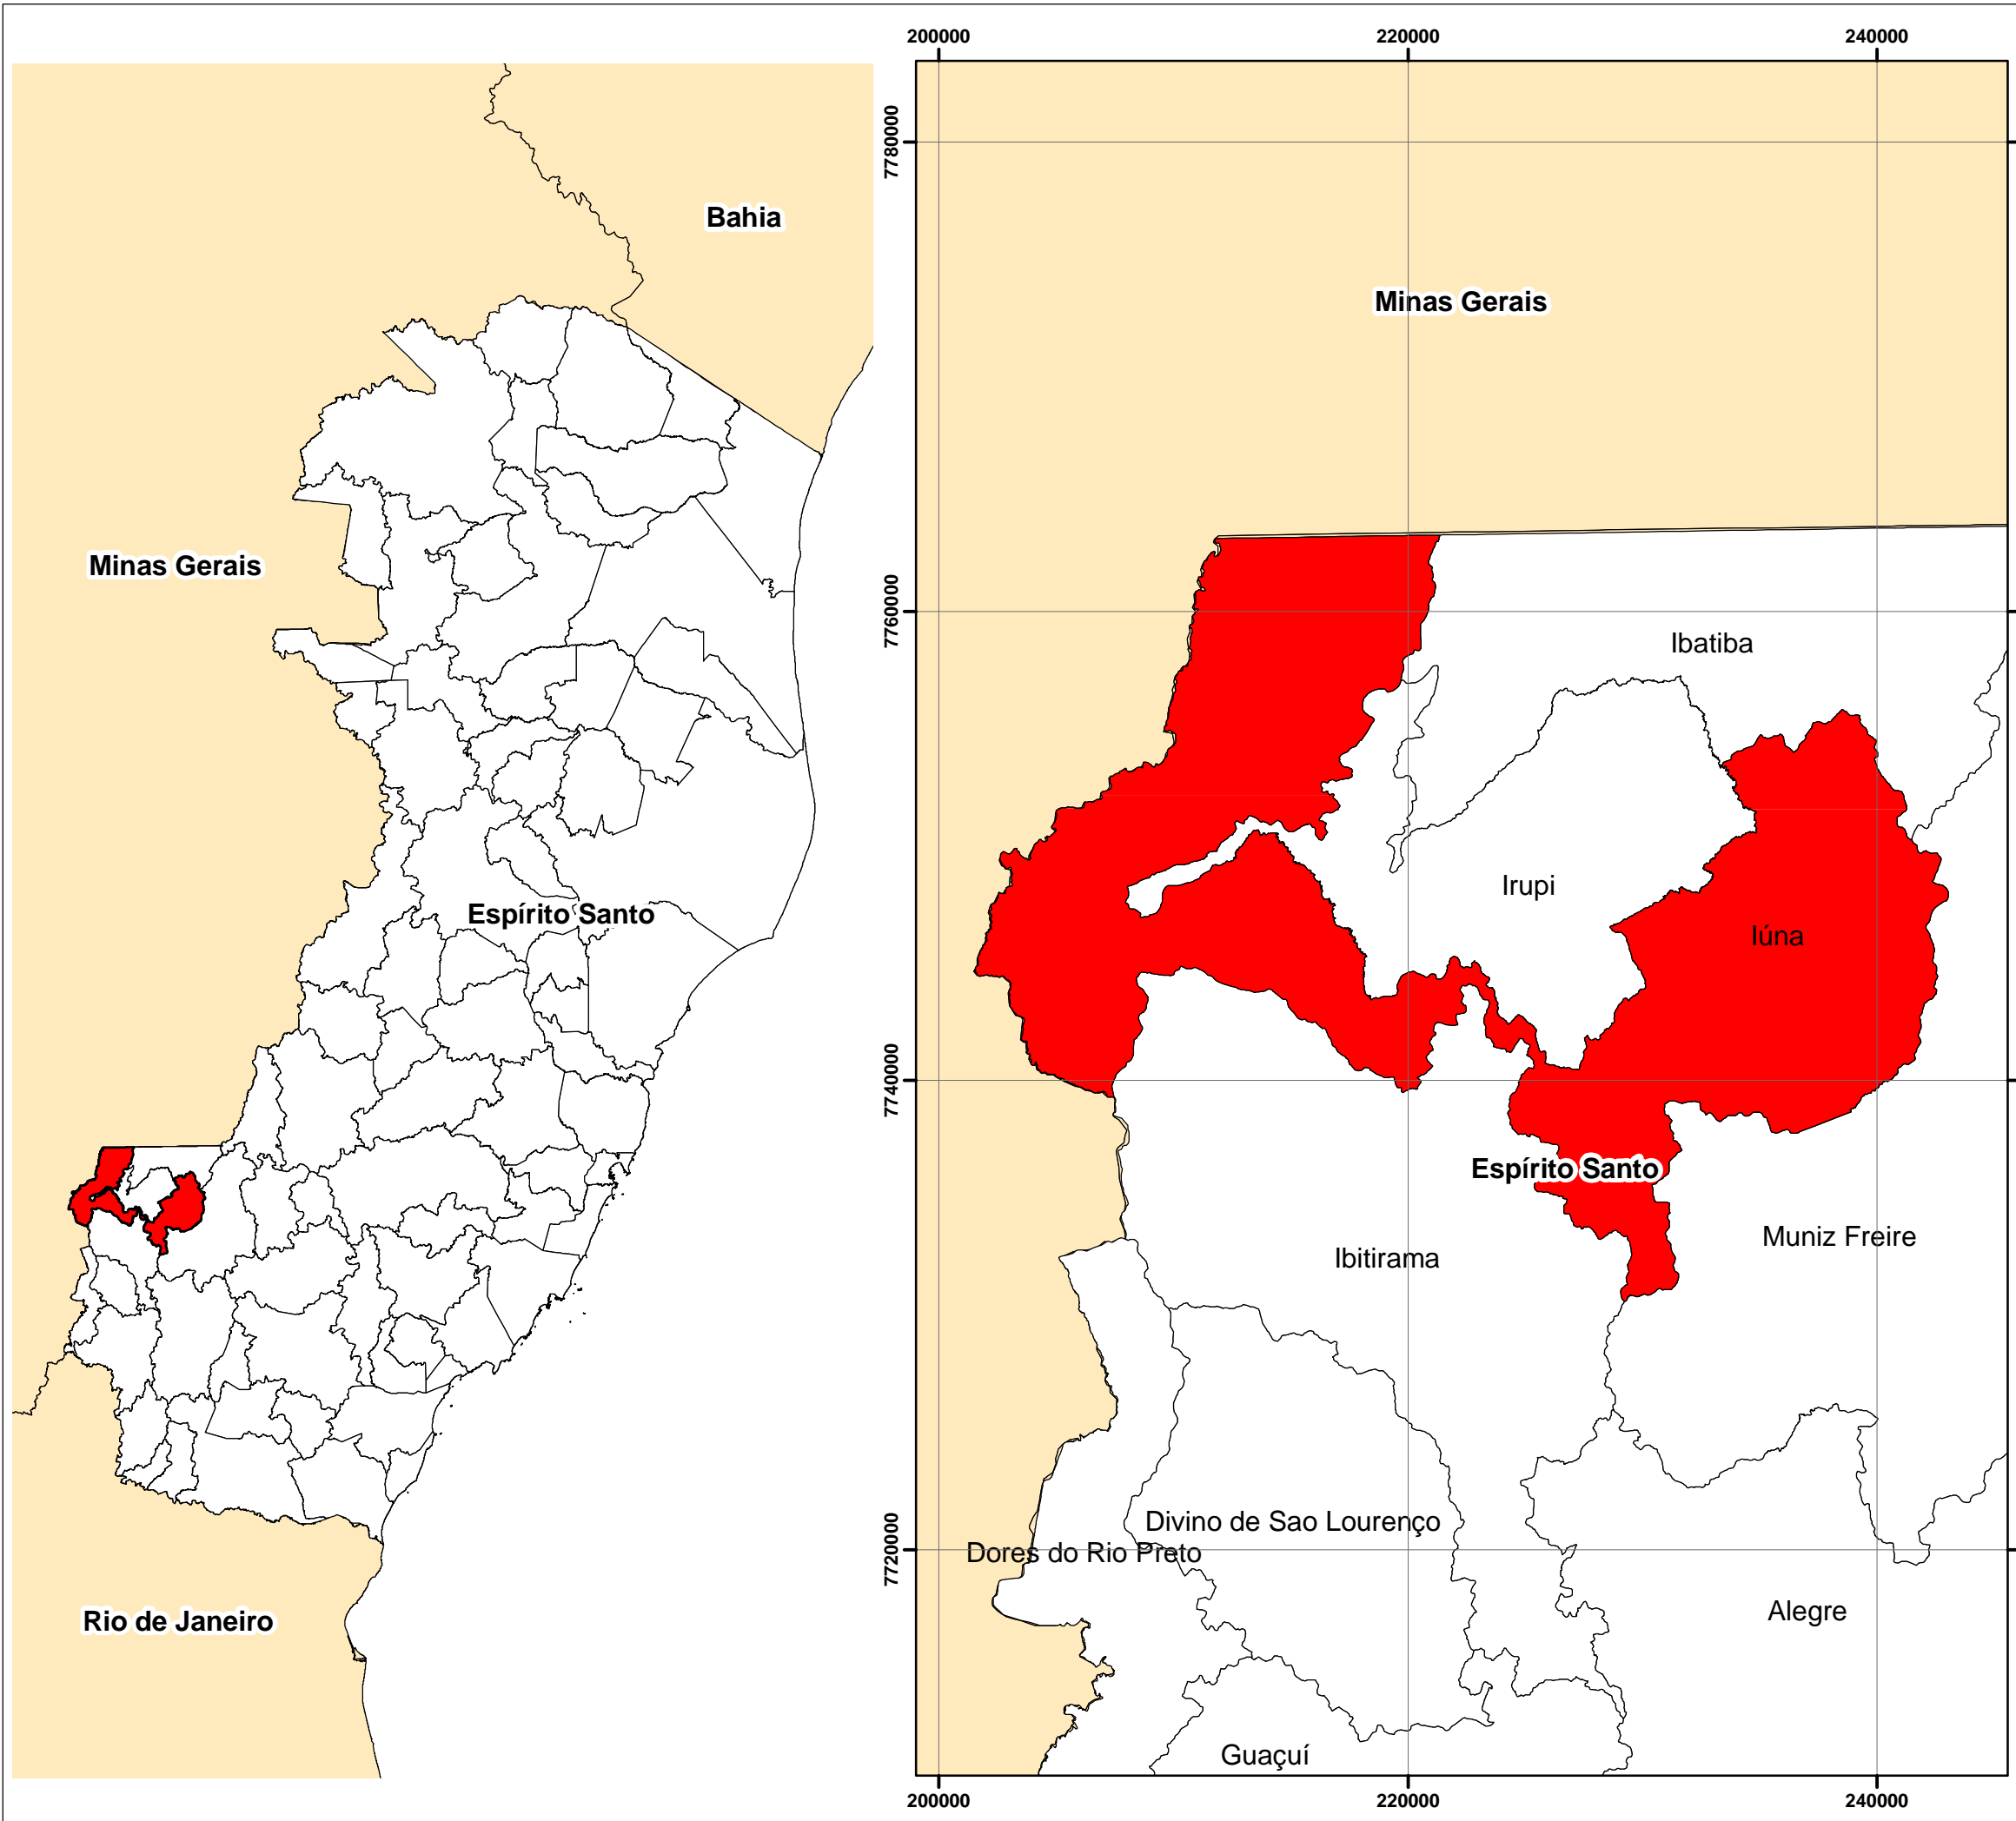 Bahia
Minas Gerais
Espírito Santo
Rio de Janeiro
200000
220000
240000
7780000
7760000
7740000
7720000
Minas Gerais
Ibatiba
Irupi
Iúna
Espírito Santo
Muniz Freire
Ibitirama
Divino de Sao Lourenço
Dores do Rio Preto
Alegre
Guaçuí
200000
220000
240000